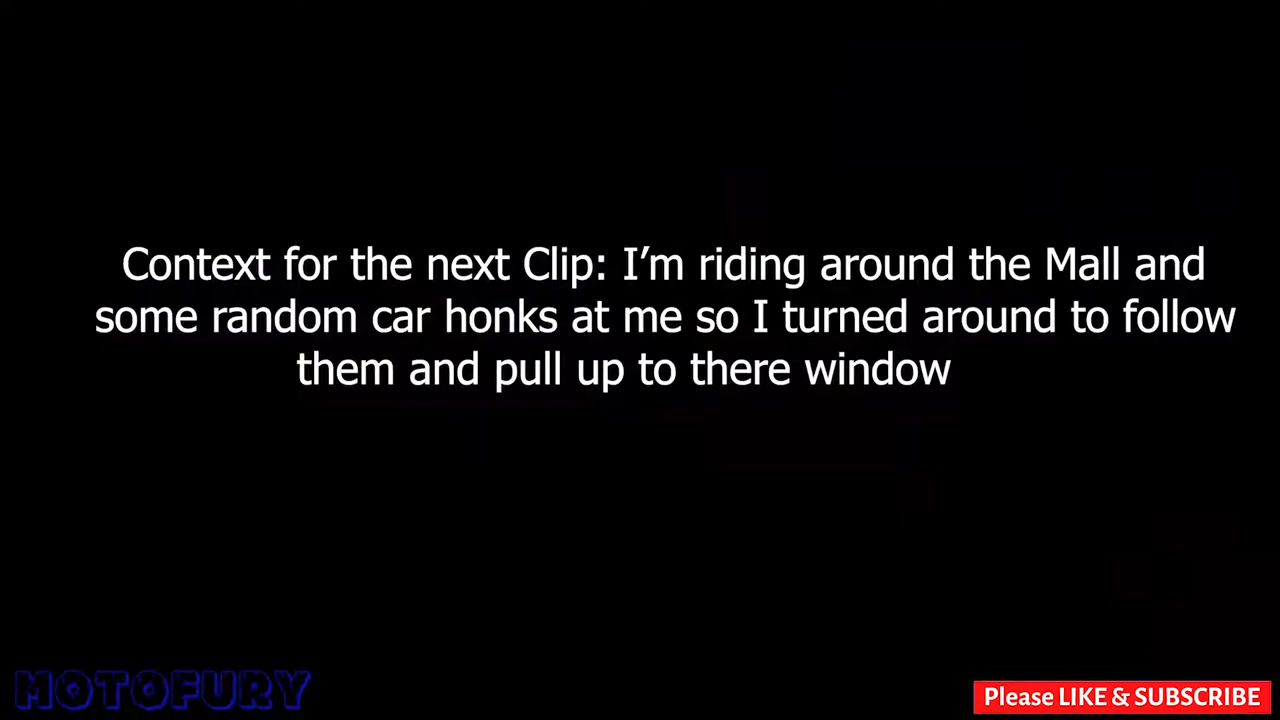 Context for the next Clip: I’m riding around the Mall and
some random car honks at me so I turned around to follow
them and pull up to there window
MOTOFURY
Please LIKE & SUBSCRIBE